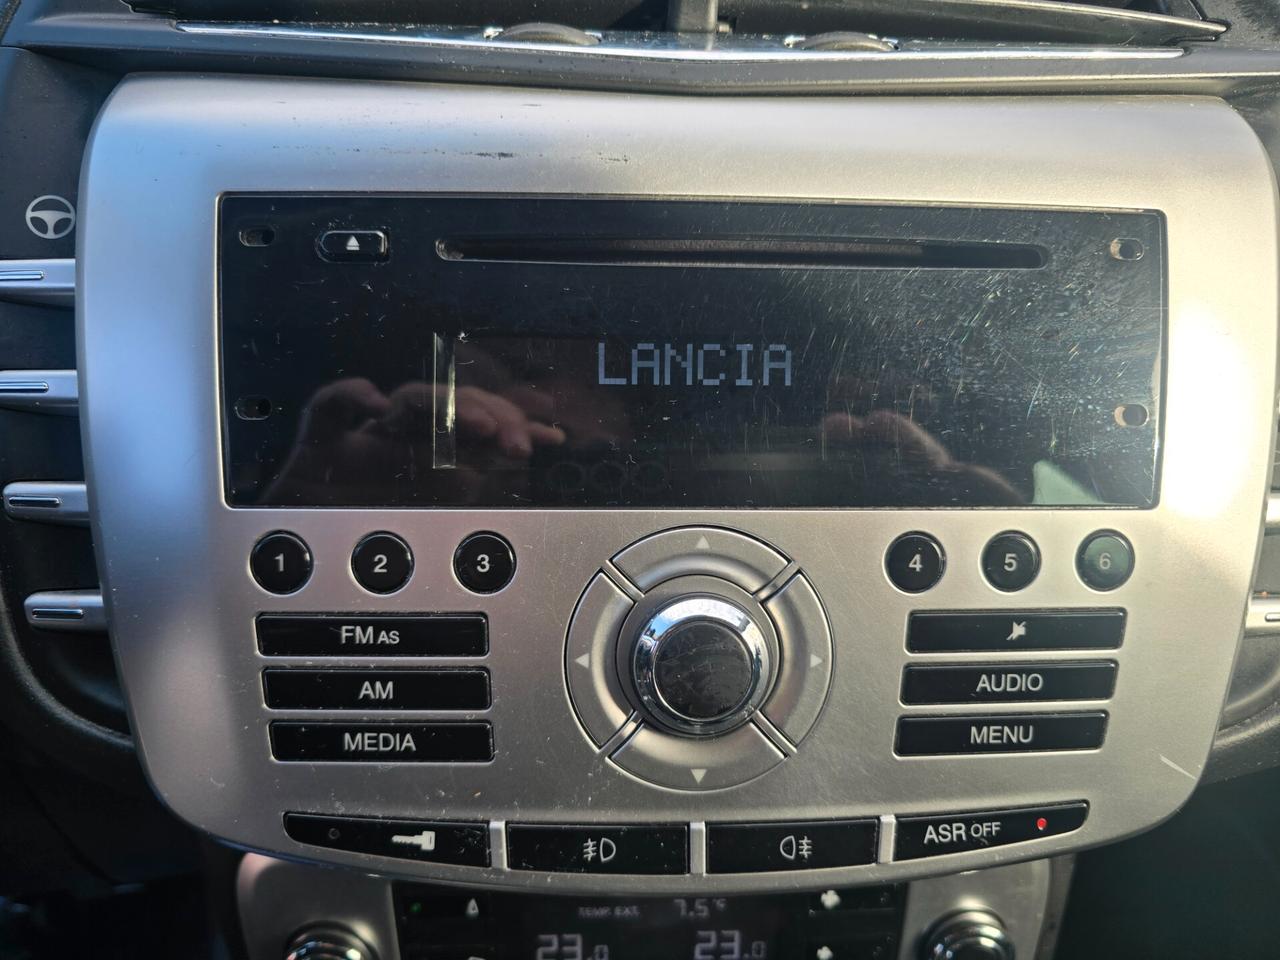 LANCIA
1 2 3 4 5 6
FM AS
AM
MEDIA
AUDIO
MENU
ASR OFF
TEMP. EXT. 7.5°C
23.0 23.0